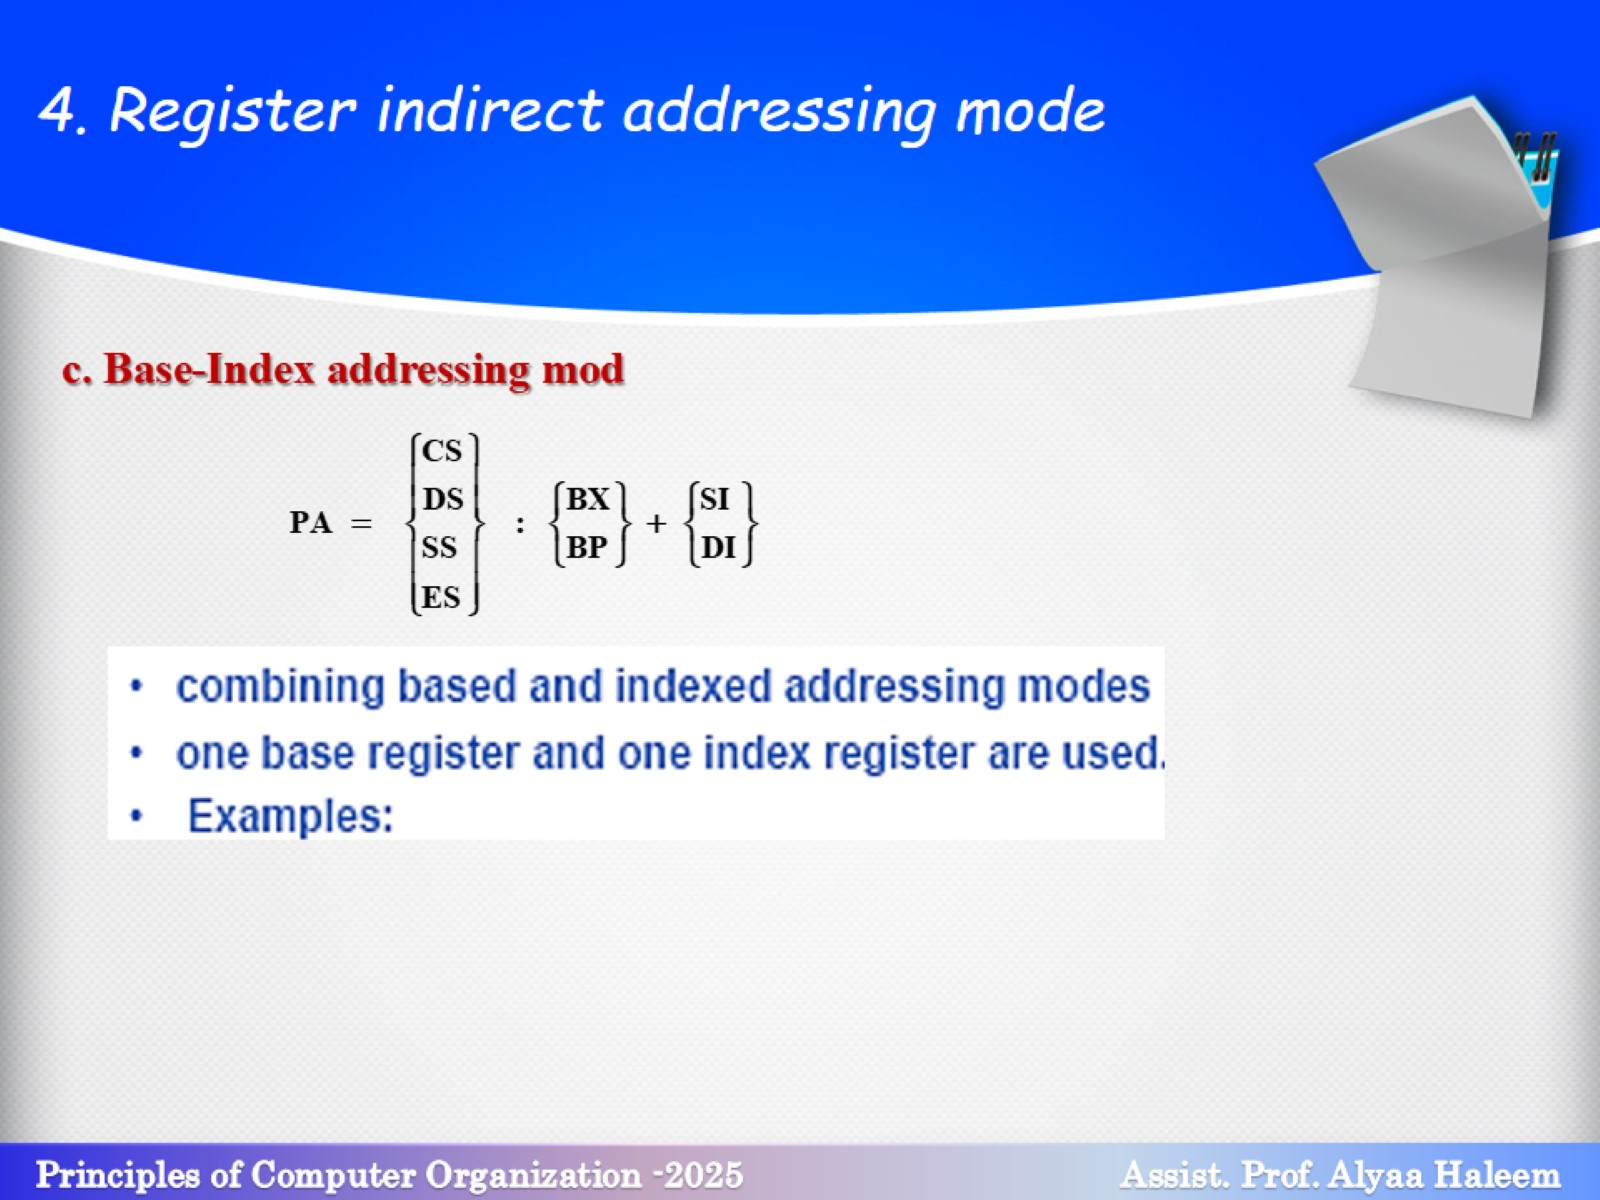 4. Register indirect addressing mode
c. Base-Index addressing mod
PA = {CS DS SS ES} : {BX BP} + {SI DI}
• combining based and indexed addressing modes
• one base register and one index register are used.
• Examples:
Principles of Computer Organization -2025
Assist. Prof. Alyaa Haleem